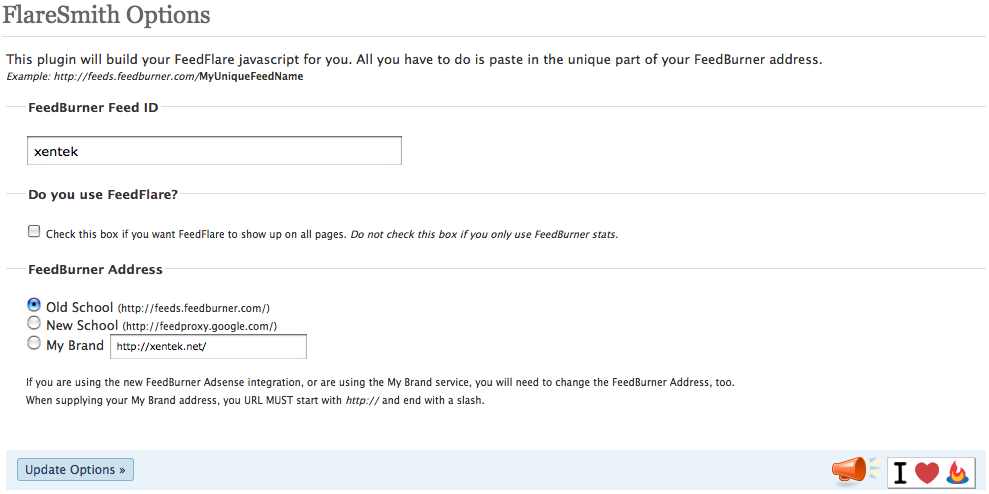 FlareSmith Options
This plugin will build your FeedFlare javascript for you. All you have to do is paste in the unique part of your FeedBurner address.
Example: http://feeds.feedburner.com/MyUniqueFeedName
FeedBurner Feed ID
xentek
Do you use FeedFlare?
Check this box if you want FeedFlare to show up on all pages. Do not check this box if you only use FeedBurner stats.
FeedBurner Address
Old School (http://feeds.feedburner.com/)
New School (http://feedproxy.google.com/)
My Brand http://xentek.net/
If you are using the new FeedBurner Adsense integration, or are using the My Brand service, you will need to change the FeedBurner Address, too.
When supplying your My Brand address, you URL MUST start with http:// and end with a slash.
Update Options »
I